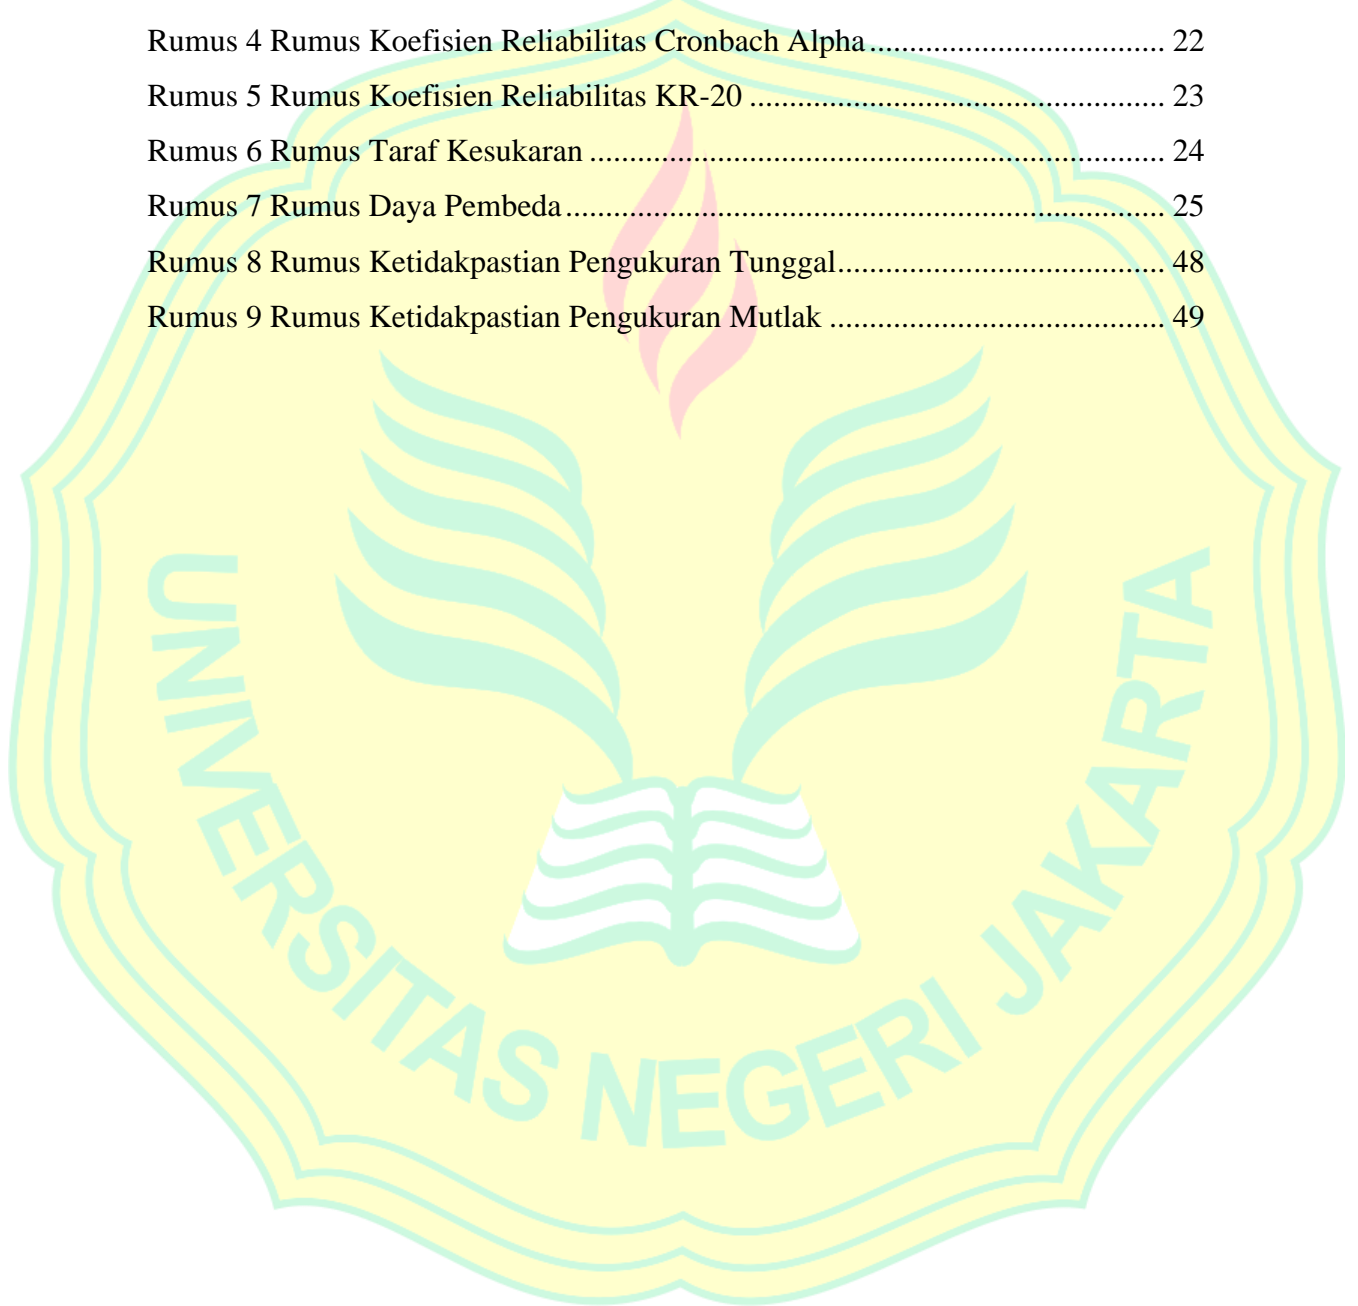 Rumus 4 Rumus Koefisien Reliabilitas Cronbach Alpha..................................... 22
Rumus 5 Rumus Koefisien Reliabilitas KR-20 .................................................... 23
Rumus 6 Rumus Taraf Kesukaran ........................................................................ 24
Rumus 7 Rumus Daya Pembeda........................................................................... 25
Rumus 8 Rumus Ketidakpastian Pengukuran Tunggal......................................... 48
Rumus 9 Rumus Ketidakpastian Pengukuran Mutlak .......................................... 49
UNIVERSITAS NEGERI JAKARTA